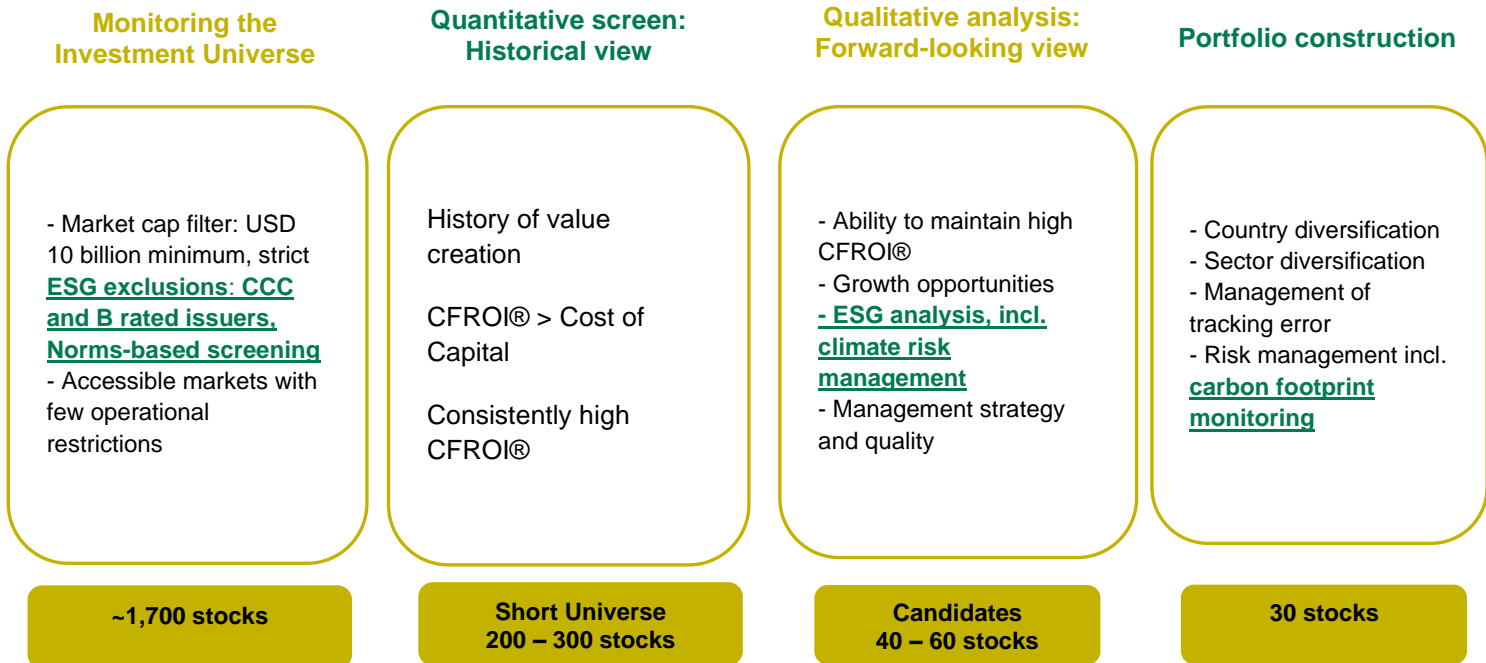 Monitoring the
Investment Universe
Quantitative screen:
Historical view
Qualitative analysis:
Forward-looking view
Portfolio construction
- Market cap filter: USD
10 billion minimum, strict
ESG exclusions: CCC
and B rated issuers,
Norms-based screening
- Accessible markets with
few operational
restrictions
History of value
creation
CFROI® > Cost of
Capital
Consistently high
CFROI®
- Ability to maintain high
CFROI®
- Growth opportunities
- ESG analysis, incl.
climate risk
management
- Management strategy
and quality
- Country diversification
- Sector diversification
- Management of
tracking error
- Risk management incl.
carbon footprint
monitoring
~1,700 stocks
Short Universe
200 – 300 stocks
Candidates
40 – 60 stocks
30 stocks